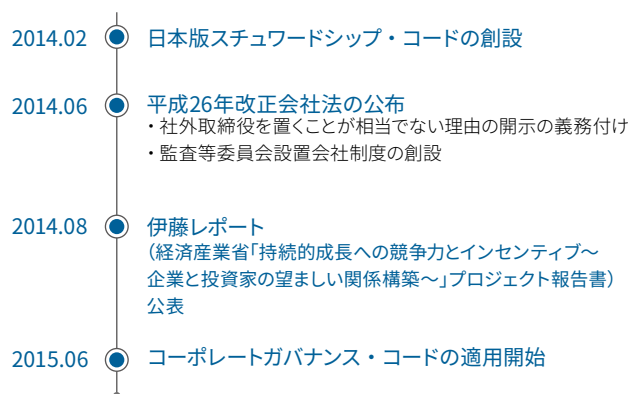 2014.02 日本版スチュワードシップ・コードの創設
2014.06 平成26年改正会社法の公布
・社外取締役を置くことが相当でない理由の開示の義務付け
・監査等委員会設置会社制度の創設
2014.08 伊藤レポート
（経済産業省「持続的成長への競争力とインセンティブ〜
企業と投資家の望ましい関係構築〜」プロジェクト報告書）
公表
2015.06 コーポレートガバナンス・コードの適用開始